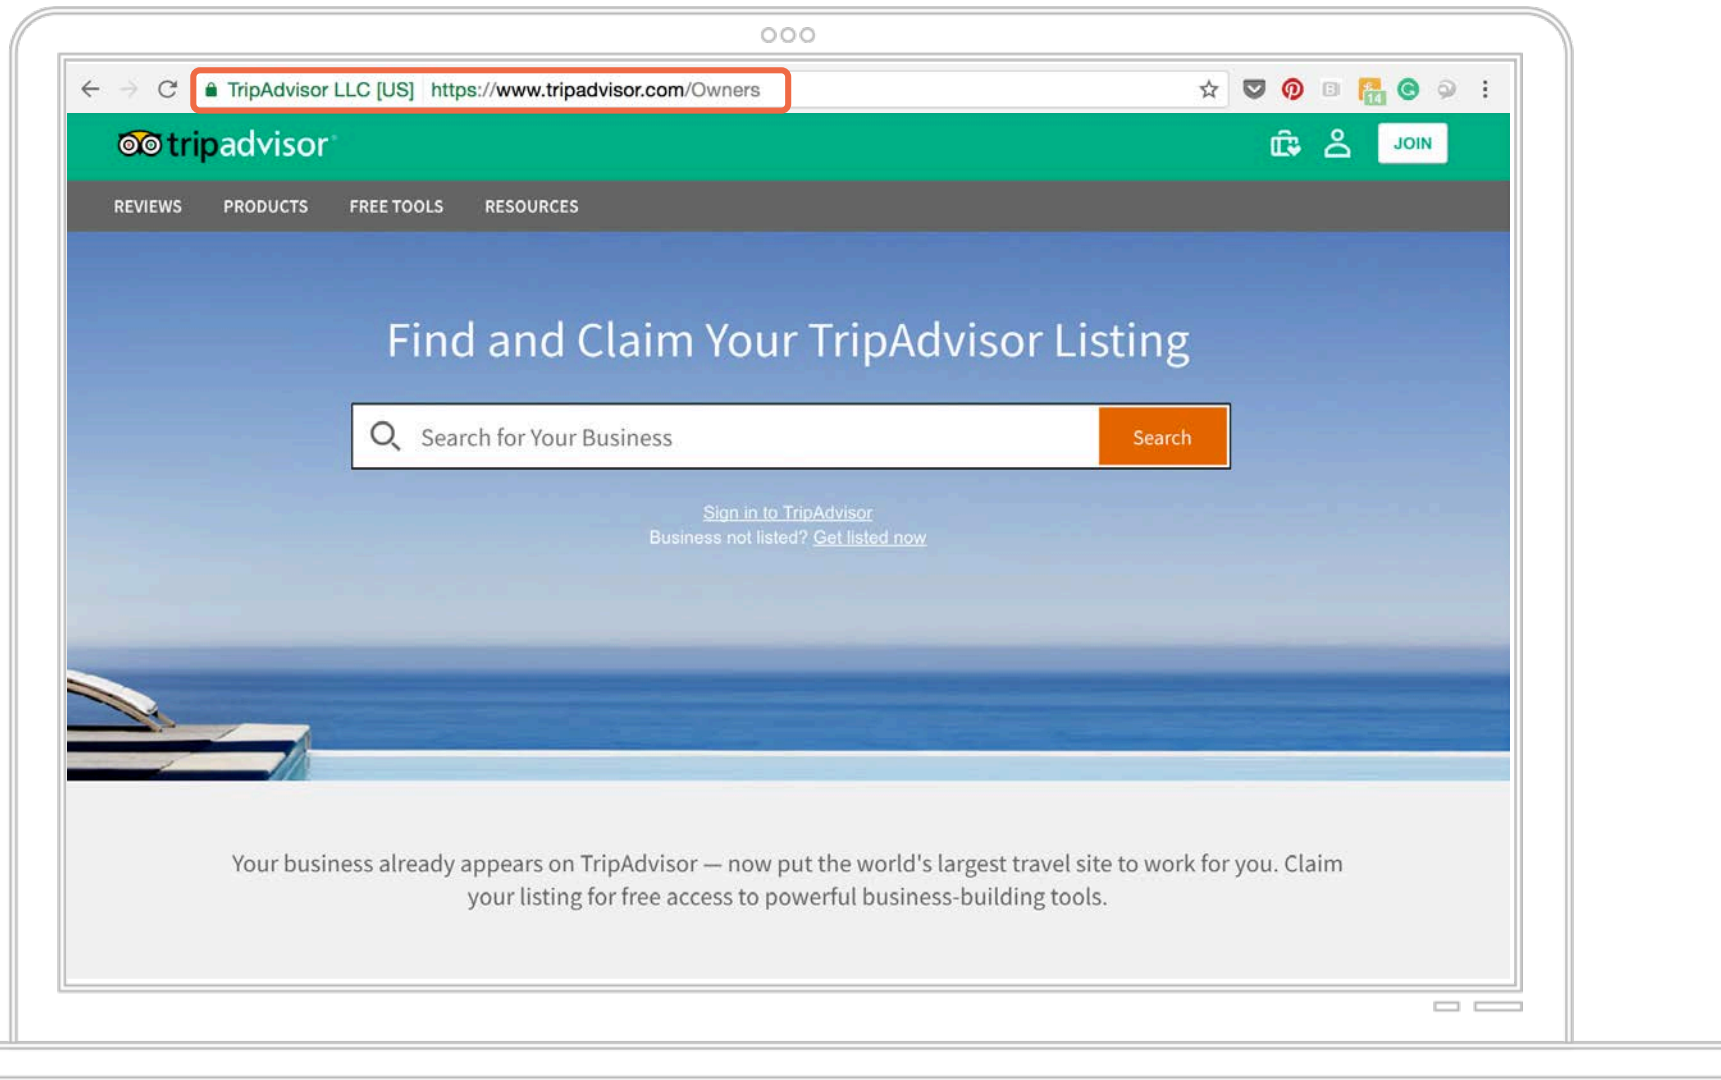 TripAdvisor LLC [US] https://www.tripadvisor.com/Owners
14
tripadvisor
JOIN
REVIEWS PRODUCTS FREE TOOLS RESOURCES
Find and Claim Your TripAdvisor Listing
Search for Your Business
Search
Sign in to TripAdvisor
Business not listed? Get listed now
Your business already appears on TripAdvisor — now put the world's largest travel site to work for you. Claim
your listing for free access to powerful business-building tools.